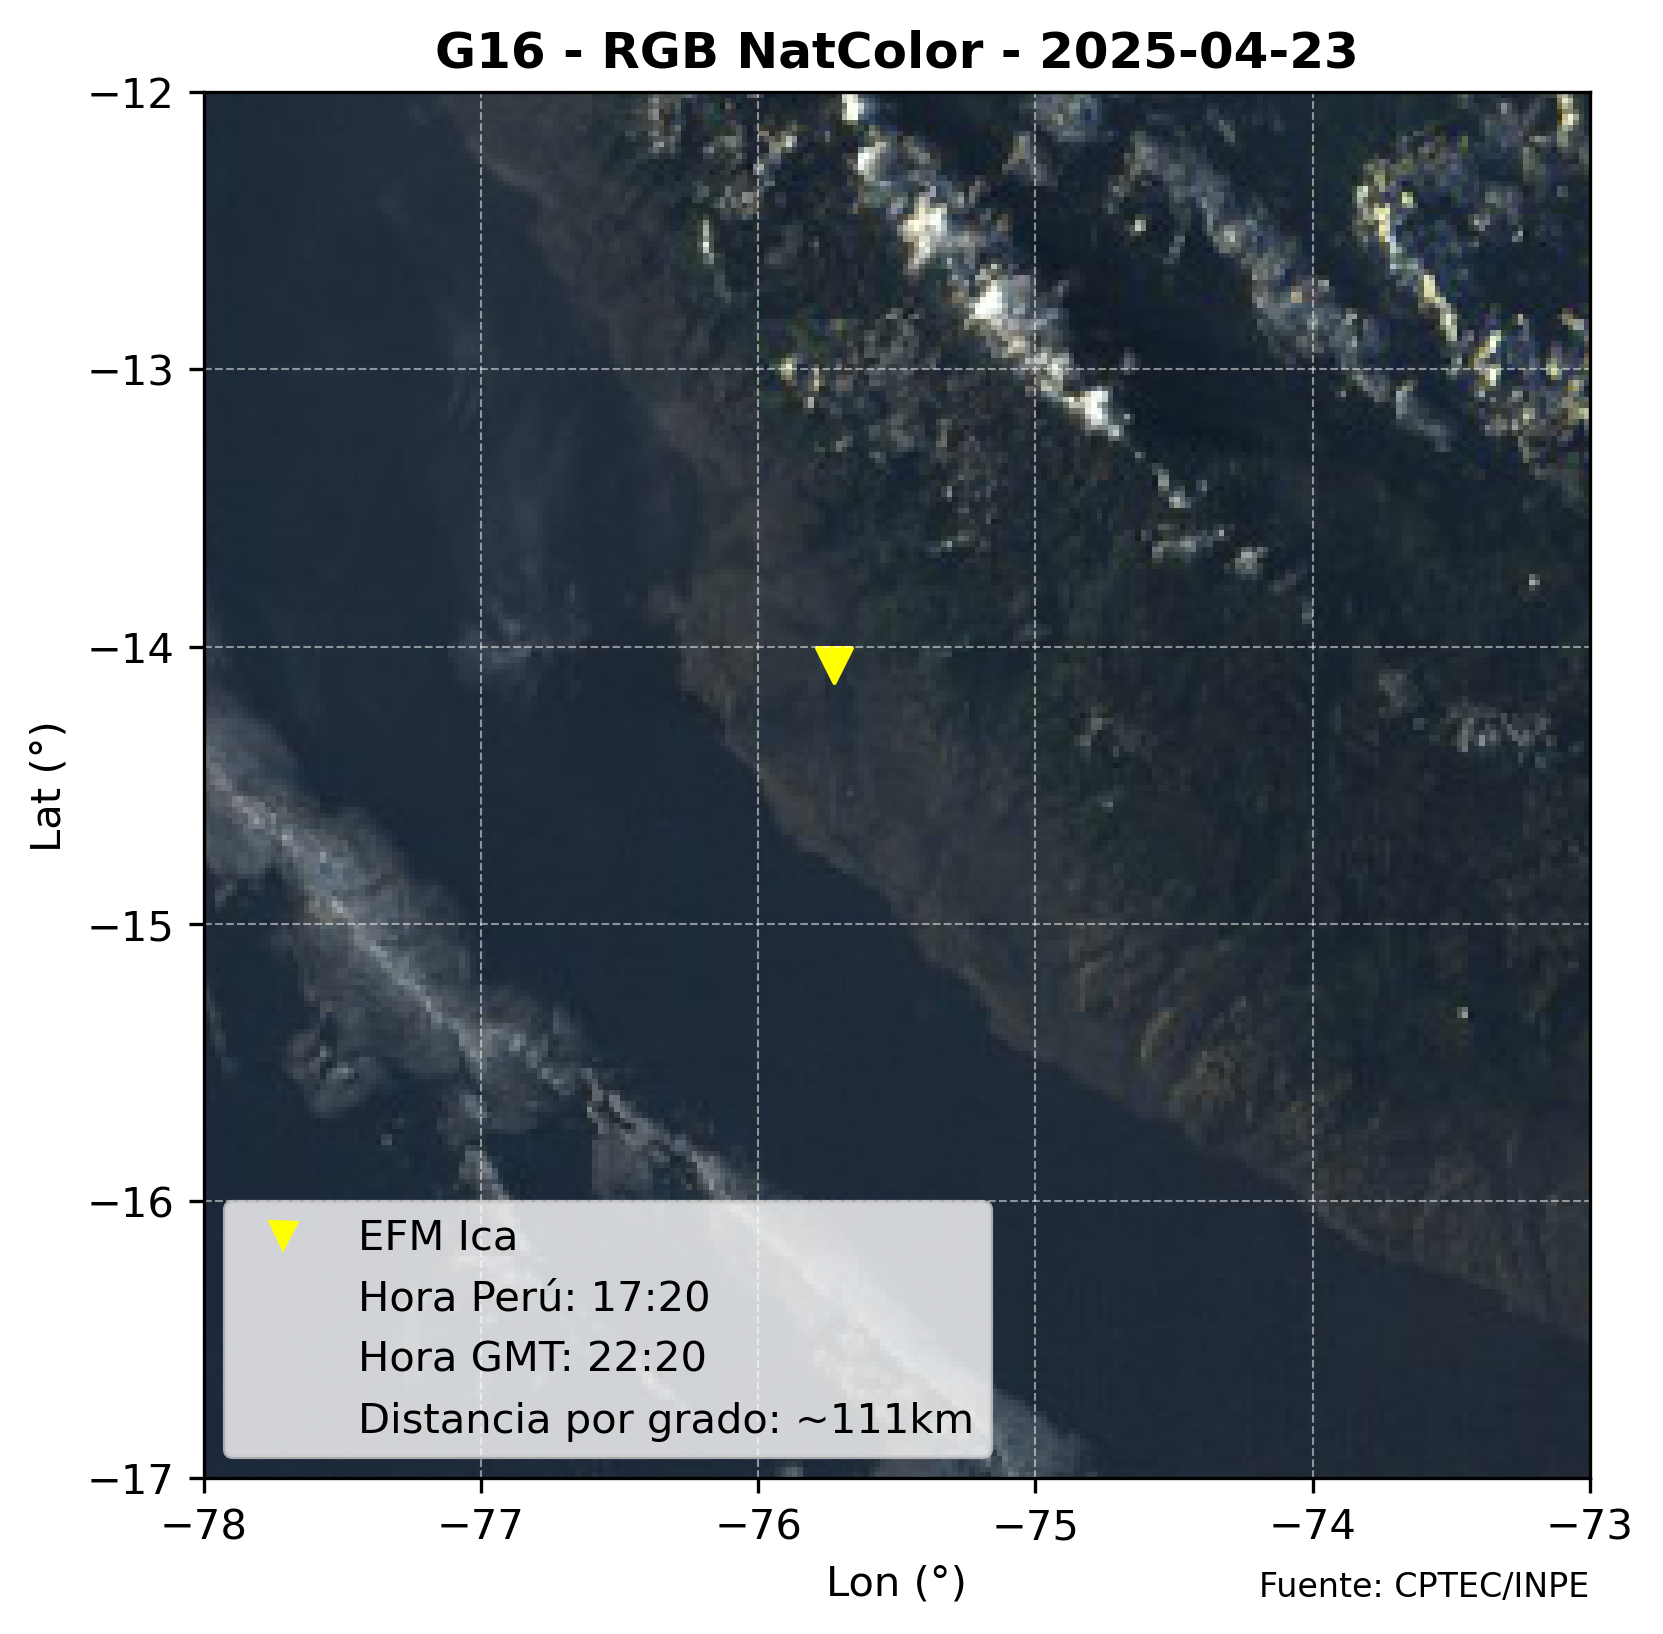 G16 - RGB NatColor - 2025-04-23
−12
−13
−14
−15
−16
−17
Lat (°)
EFM Ica
Hora Perú: 17:20
Hora GMT: 22:20
Distancia por grado: ~111km
−78 −77 −76 −75 −74 −73
Lon (°)
Fuente: CPTEC/INPE